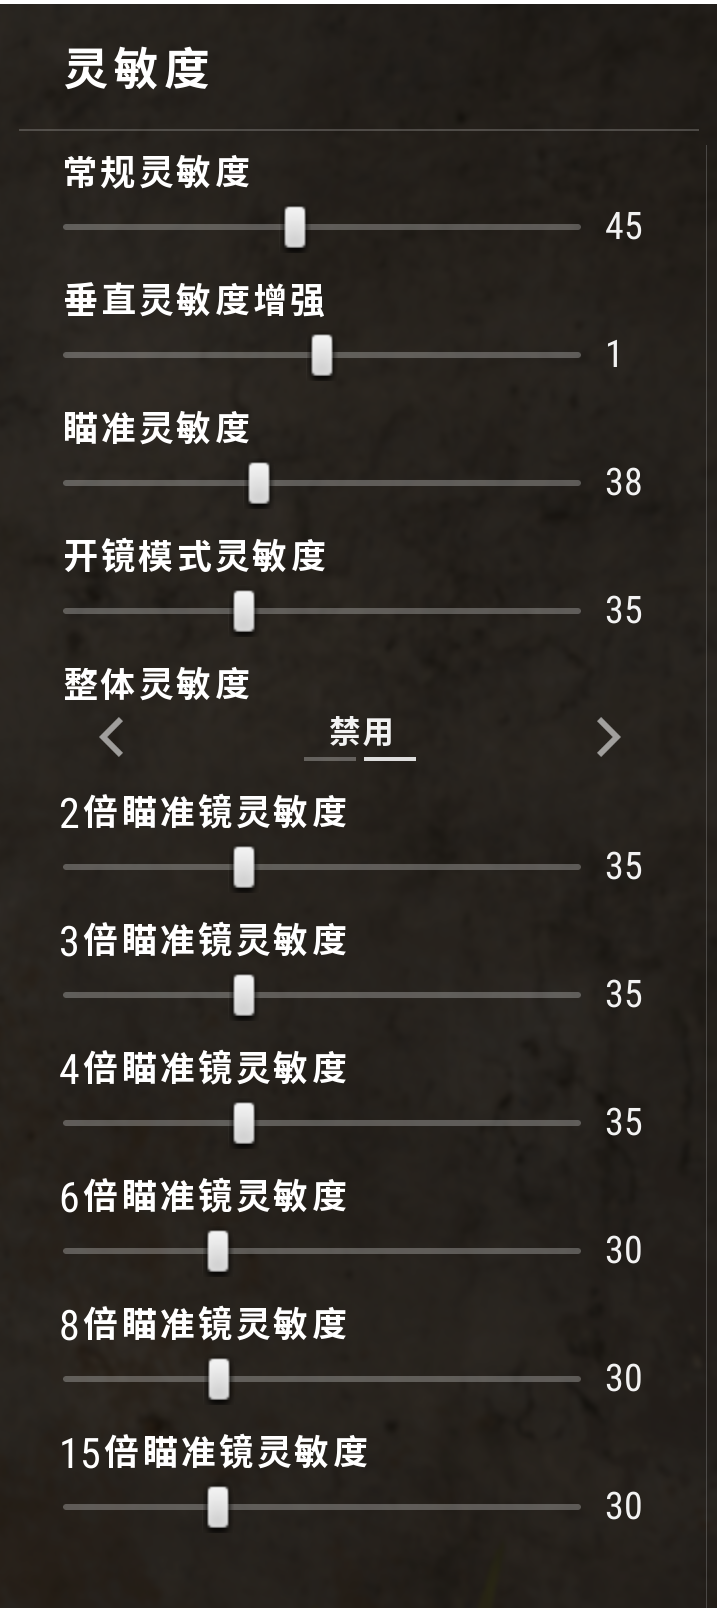 灵敏度
常规灵敏度
45
垂直灵敏度增强
1
瞄准灵敏度
38
开镜模式灵敏度
35
整体灵敏度
禁用
2倍瞄准镜灵敏度
35
3倍瞄准镜灵敏度
35
4倍瞄准镜灵敏度
35
6倍瞄准镜灵敏度
30
8倍瞄准镜灵敏度
30
15倍瞄准镜灵敏度
30